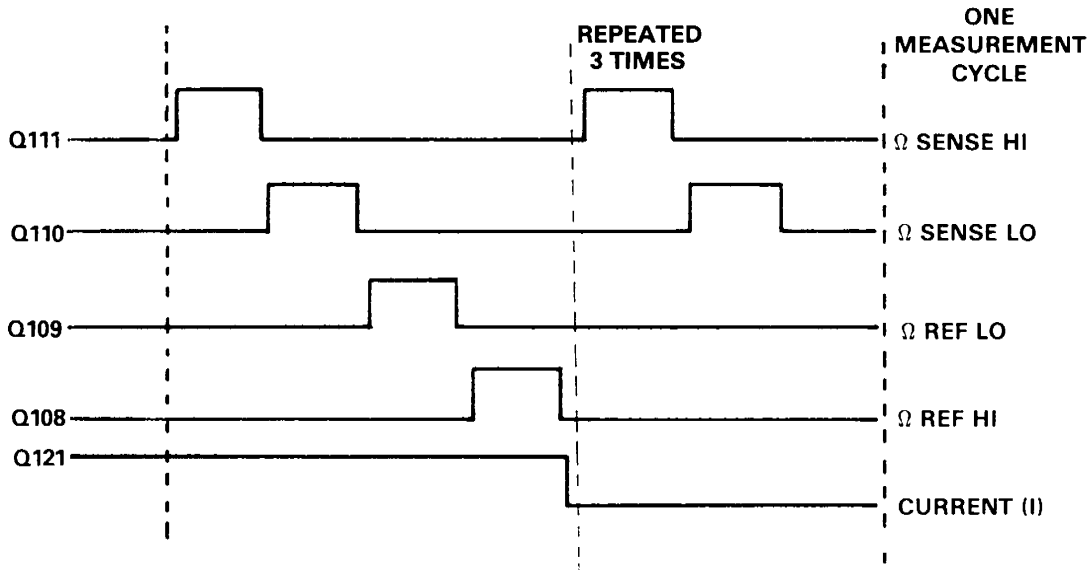 REPEATED
3 TIMES
ONE
MEASUREMENT
CYCLE
Q111
Ω SENSE HI
Q110
Ω SENSE LO
Q109
Ω REF LO
Q108
Ω REF HI
Q121
CURRENT (I)